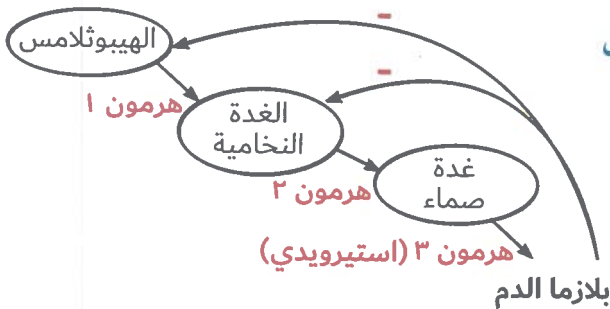 -
الهيبوثلامس
-
هرمون ١
الغدة
النخامية
غدة
صماء
هرمون ٢
هرمون ٣ (استيرويدي)
بلازما الدم